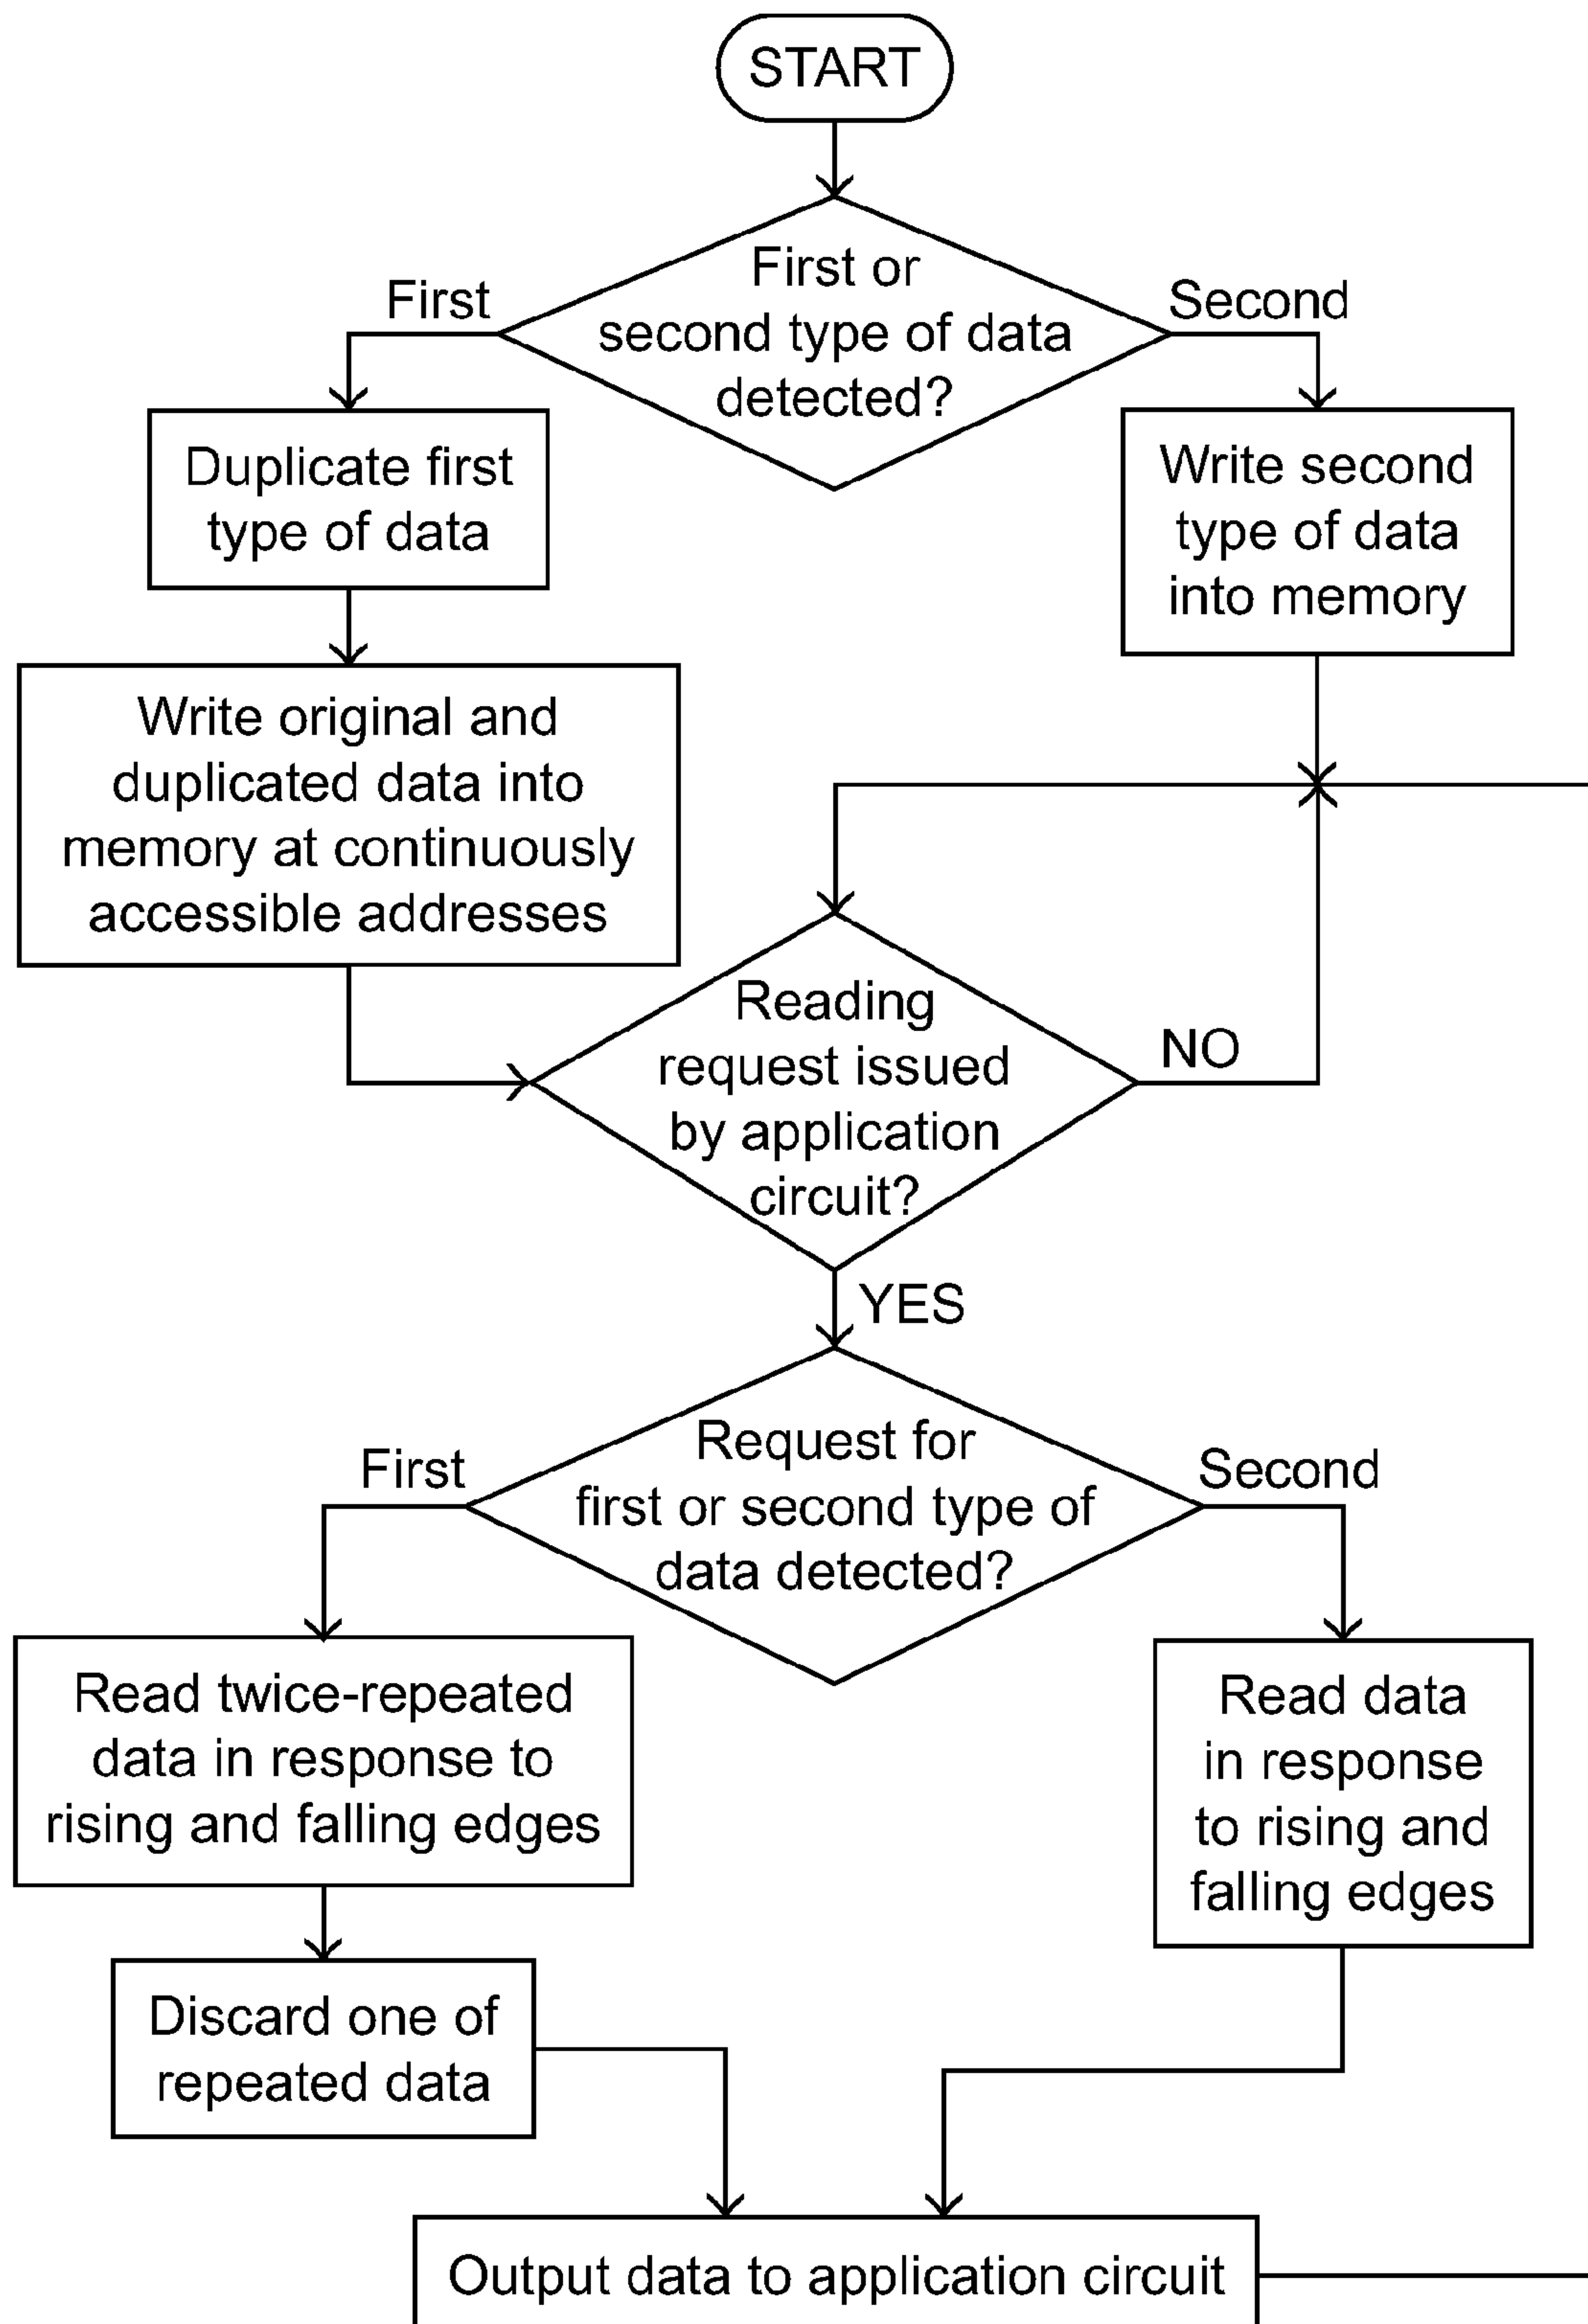 START
First or
second type of data
detected?
First
Second
Duplicate first
type of data
Write second
type of data
into memory
Write original and
duplicated data into
memory at continuously
accessible addresses
Reading
request issued
by application
circuit?
NO
YES
Request for
first or second type of
data detected?
First
Second
Read twice-repeated
data in response to
rising and falling edges
Read data
in response
to rising and
falling edges
Discard one of
repeated data
Output data to application circuit